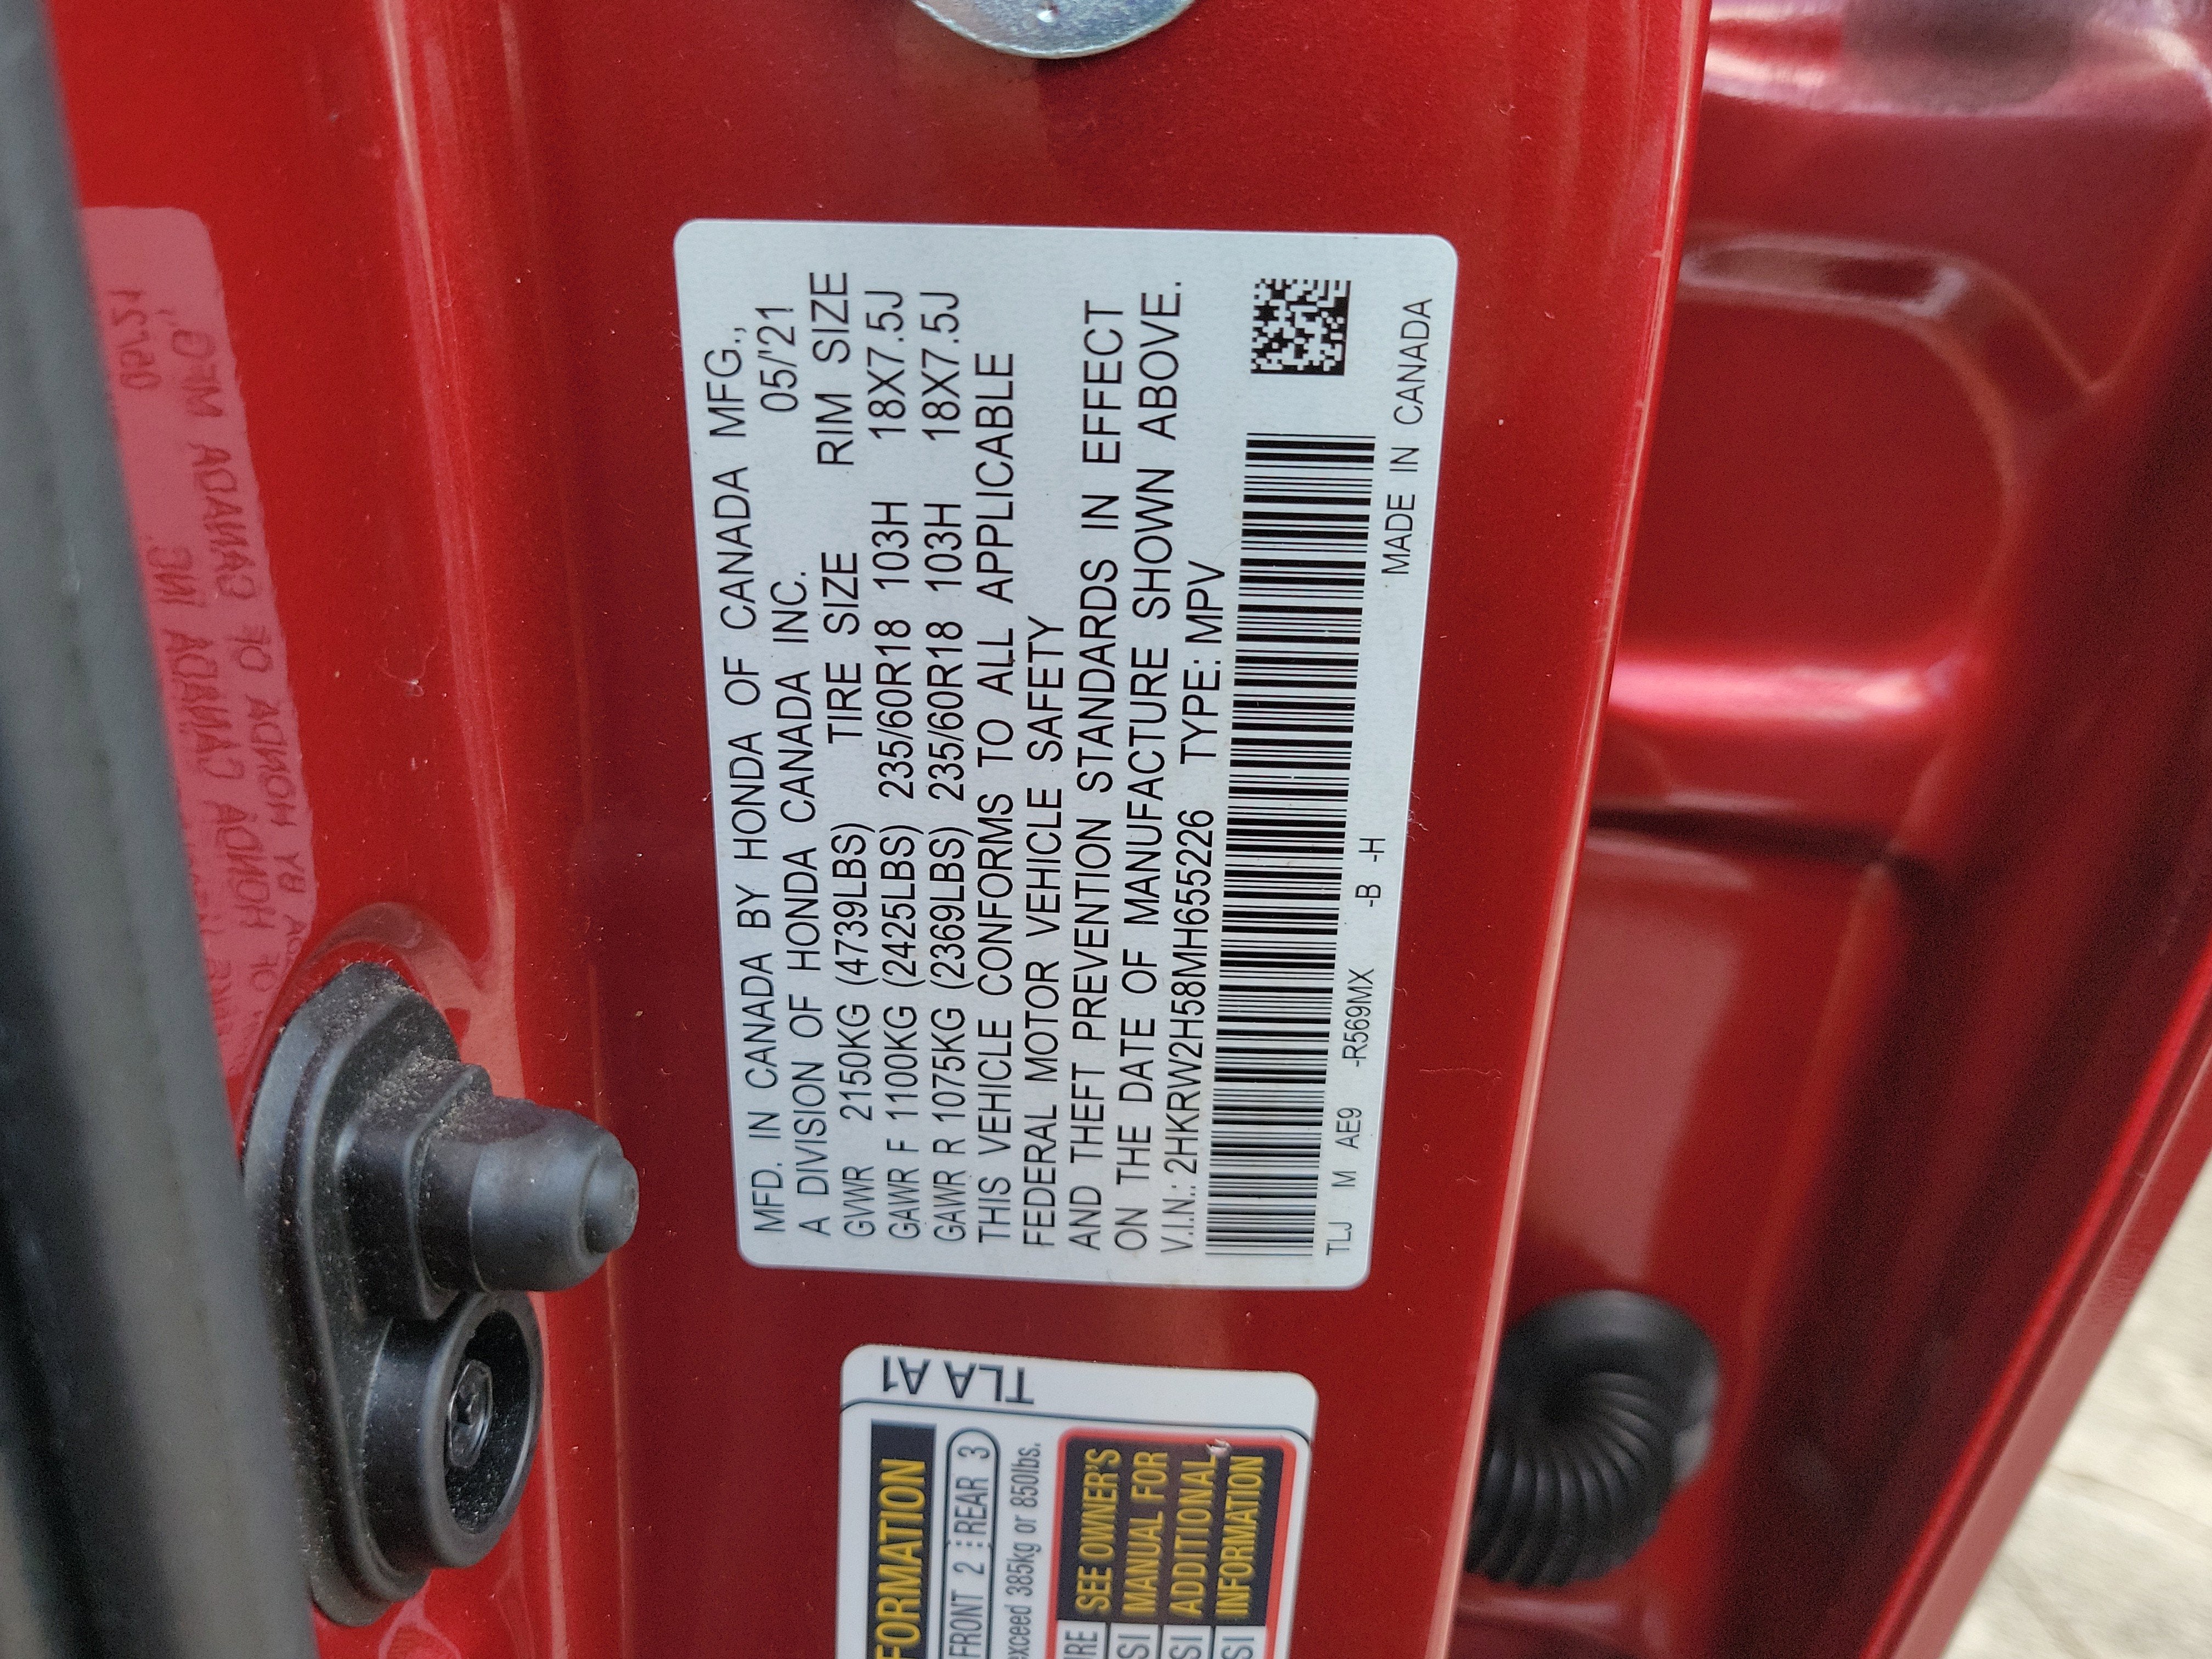 MFD. IN CANADA BY HONDA OF CANADA MFG.,
A DIVISION OF HONDA CANADA INC. 05/'21
GVWR 2150KG (4739LBS) TIRE SIZE RIM SIZE
GAWR F 1100KG (2425LBS) 235/60R18 103H 18X7.5J
GAWR R 1075KG (2369LBS) 235/60R18 103H 18X7.5J
THIS VEHICLE CONFORMS TO ALL APPLICABLE
FEDERAL MOTOR VEHICLE SAFETY
AND THEFT PREVENTION STANDARDS IN EFFECT
ON THE DATE OF MANUFACTURE SHOWN ABOVE.
V.I.N.: 2HKRW2H58MH655226 TYPE: MPV
TLJ M AE9 -R569MX -B -H
MADE IN CANADA
TLA A1
FORMATION
FRONT 2 REAR 3
exceed 385kg or 850lbs.
SEE OWNER'S
MANUAL FOR
ADDITIONAL
INFORMATION